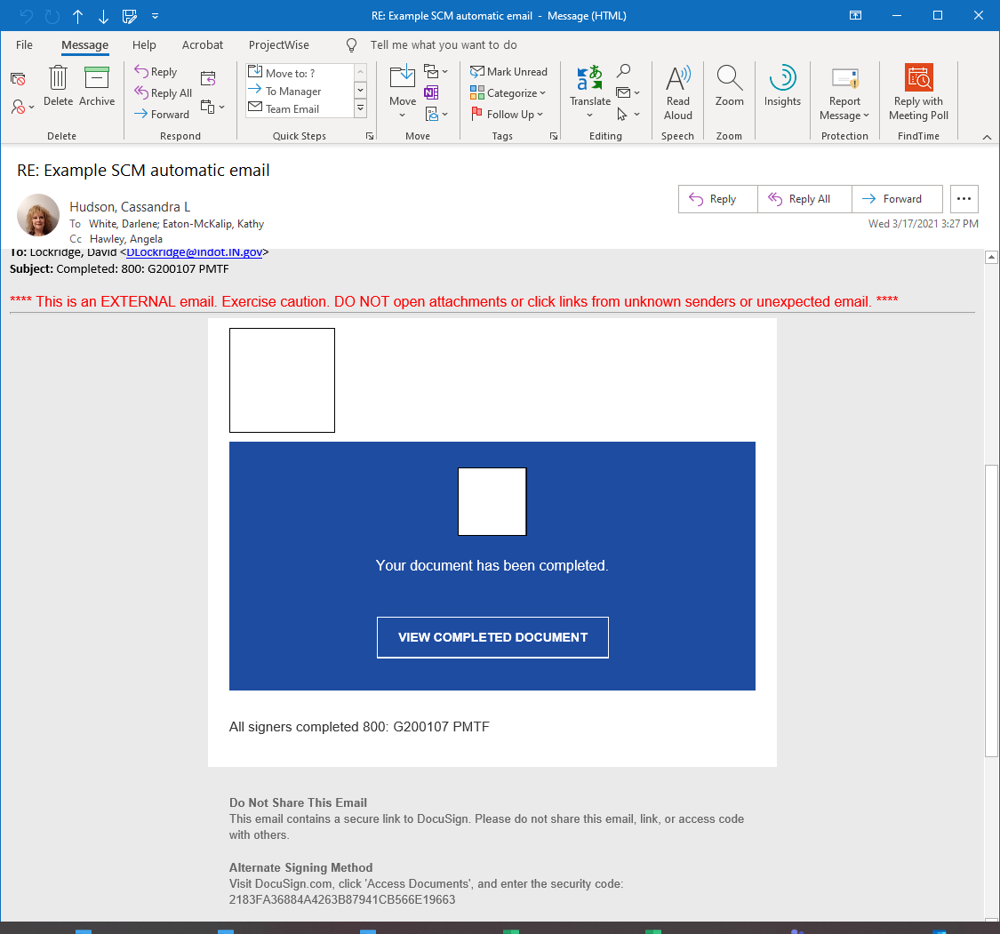 RE: Example SCM automatic email - Message (HTML)
File Message Help Acrobat ProjectWise Tell me what you want to do
Delete Archive
Reply
Reply All
Forward
Move to: ?
To Manager
Team Email
Move
Mark Unread
Categorize
Follow Up
Translate
Read Aloud
Zoom
Insights
Report Message
Reply with Meeting Poll
Delete Respond Quick Steps Move Tags Editing Speech Zoom Protection FindTime
RE: Example SCM automatic email
Hudson, Cassandra L
To White, Darlene; Eaton-McKalip, Kathy
Cc Hawley, Angela
Reply Reply All Forward ...
Wed 3/17/2021 3:27 PM
To: Lockridge, David <DLockridge@indot.IN.gov>
Subject: Completed: 800: G200107 PMTF
**** This is an EXTERNAL email. Exercise caution. DO NOT open attachments or click links from unknown senders or unexpected email. ****
Your document has been completed.
VIEW COMPLETED DOCUMENT
All signers completed 800: G200107 PMTF
Do Not Share This Email
This email contains a secure link to DocuSign. Please do not share this email, link, or access code
with others.
Alternate Signing Method
Visit DocuSign.com, click 'Access Documents', and enter the security code:
2183FA36884A4263B87941CB566E19663